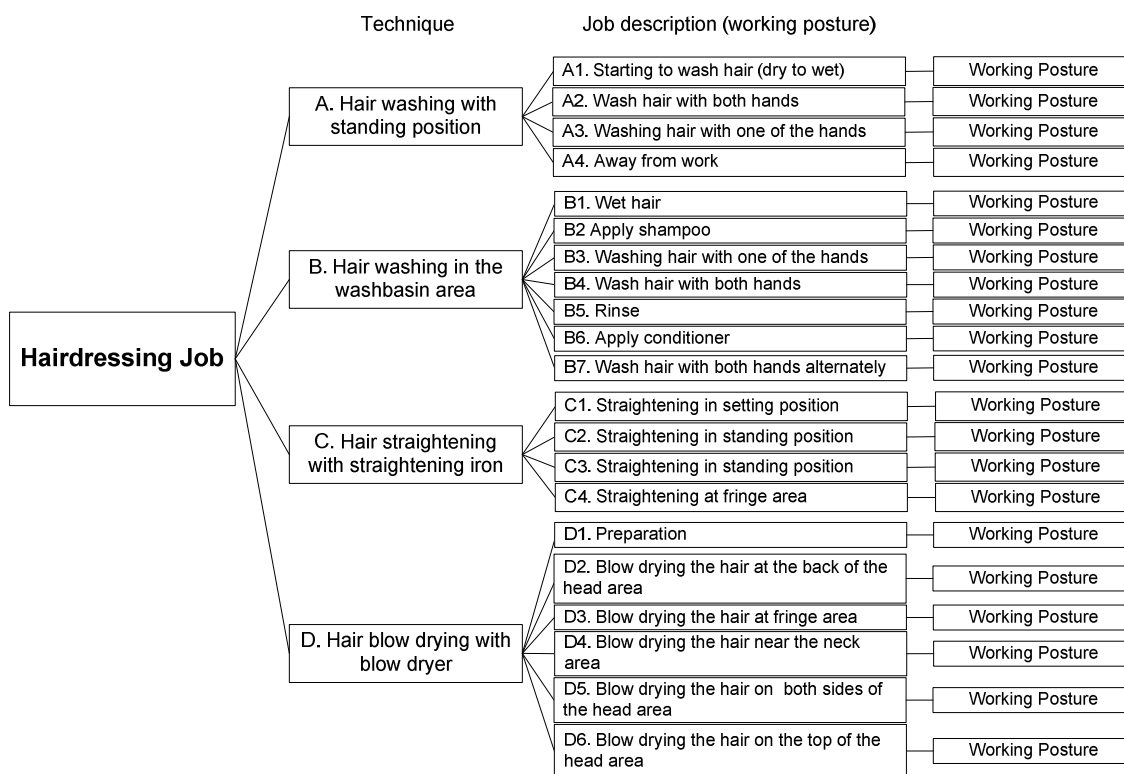 Technique
Job description (working posture)
Hairdressing Job
A. Hair washing with
standing position
A1. Starting to wash hair (dry to wet)
Working Posture
A2. Wash hair with both hands
Working Posture
A3. Washing hair with one of the hands
Working Posture
A4. Away from work
Working Posture
B. Hair washing in the
washbasin area
B1. Wet hair
Working Posture
B2 Apply shampoo
Working Posture
B3. Washing hair with one of the hands
Working Posture
B4. Wash hair with both hands
Working Posture
B5. Rinse
Working Posture
B6. Apply conditioner
Working Posture
B7. Wash hair with both hands alternately
Working Posture
C. Hair straightening
with straightening iron
C1. Straightening in setting position
Working Posture
C2. Straightening in standing position
Working Posture
C3. Straightening in standing position
Working Posture
C4. Straightening at fringe area
Working Posture
D. Hair blow drying with
blow dryer
D1. Preparation
Working Posture
D2. Blow drying the hair at the back of the
head area
Working Posture
D3. Blow drying the hair at fringe area
Working Posture
D4. Blow drying the hair near the neck
area
Working Posture
D5. Blow drying the hair on both sides of
the head area
Working Posture
D6. Blow drying the hair on the top of the
head area
Working Posture